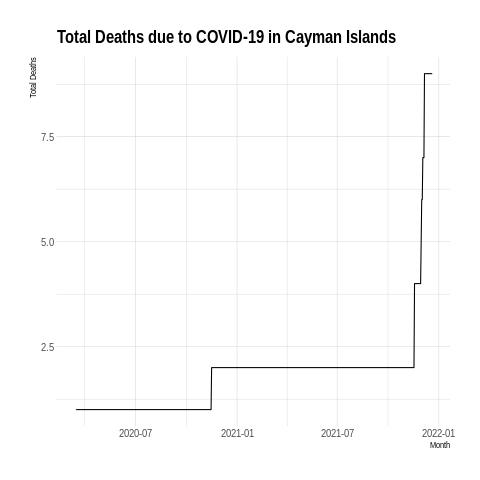 Total Deaths due to COVID-19 in Cayman Islands
Total Deaths
7.5
5.0
2.5
2020-07 2021-01 2021-07 2022-01
Month